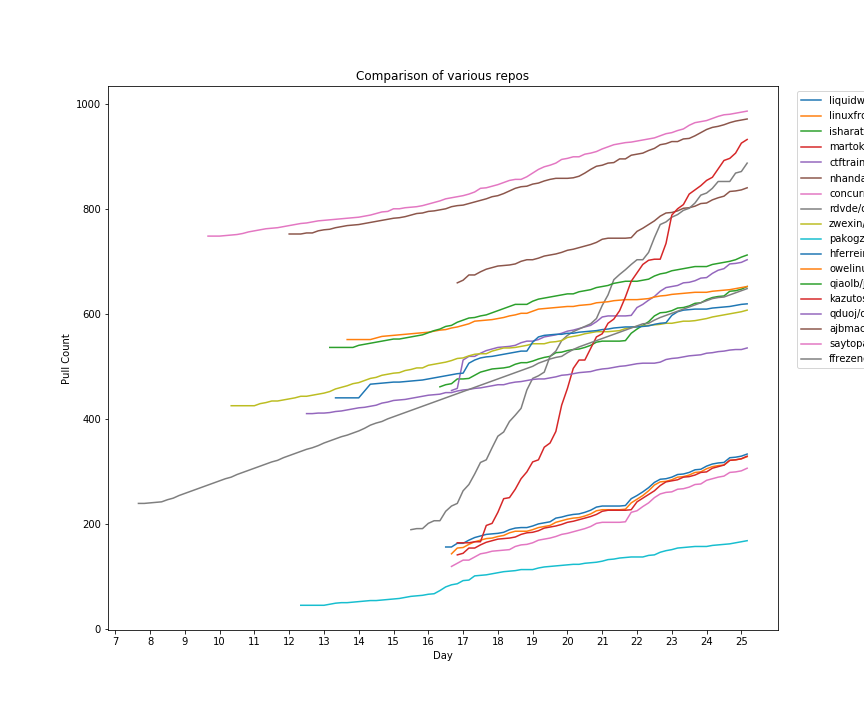 Comparison of various repos
1000
800
600
400
200
0
Pull Count
7 8 9 10 11 12 13 14 15 16 17 18 19 20 21 22 23 24 25
Day
liquidw
linuxfro
isharat
martok
ctftrain
nhanda
concur
rdvde/
zwexin/
pakogz
hferrei
owelinu
qiaolb/
kazutos
qduoj/
ajbmac
saytopa
ffrezen